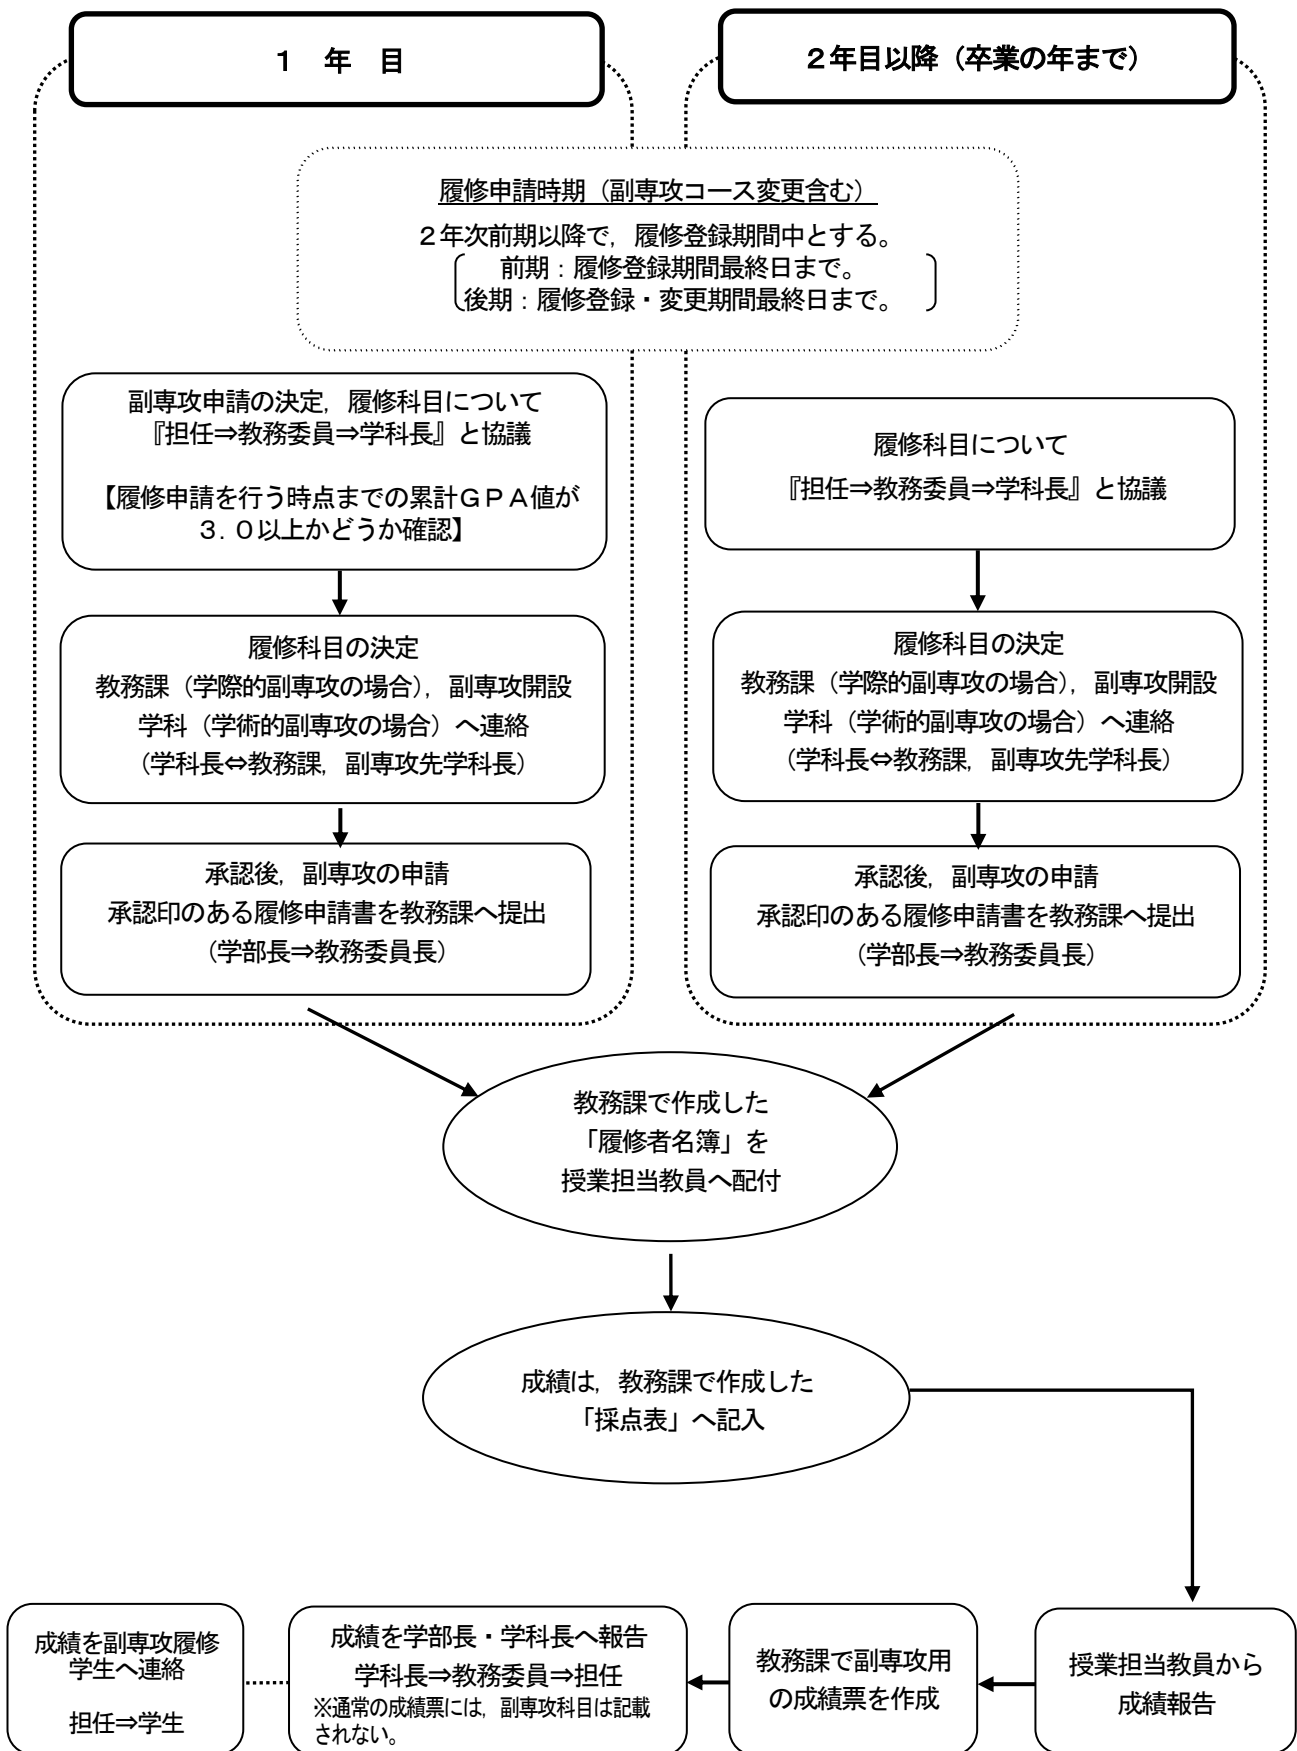 １　年　目
２年目以降（卒業の年まで）
履修申請時期（副専攻コース変更含む）
２年次前期以降で，履修登録期間中とする。
前期：履修登録期間最終日まで。
後期：履修登録・変更期間最終日まで。
副専攻申請の決定，履修科目について
『担任⇒教務委員⇒学科長』と協議
【履修申請を行う時点までの累計ＧＰＡ値が
３．０以上かどうか確認】
履修科目の決定
教務課（学際的副専攻の場合），副専攻開設
学科（学術的副専攻の場合）へ連絡
（学科長⇔教務課，副専攻先学科長）
承認後，副専攻の申請
承認印のある履修申請書を教務課へ提出
（学部長⇒教務委員長）
履修科目について
『担任⇒教務委員⇒学科長』と協議
履修科目の決定
教務課（学際的副専攻の場合），副専攻開設
学科（学術的副専攻の場合）へ連絡
（学科長⇔教務課，副専攻先学科長）
承認後，副専攻の申請
承認印のある履修申請書を教務課へ提出
（学部長⇒教務委員長）
教務課で作成した
「履修者名簿」を
授業担当教員へ配付
成績は，教務課で作成した
「採点表」へ記入
授業担当教員から
成績報告
教務課で副専攻用
の成績票を作成
成績を学部長・学科長へ報告
学科長⇒教務委員⇒担任
※通常の成績票には，副専攻科目は記載
されない。
成績を副専攻履修
学生へ連絡
担任⇒学生